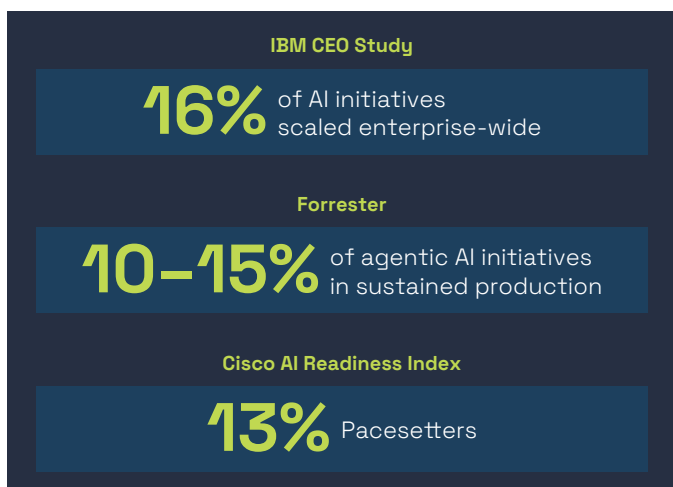 IBM CEO Study
16% of AI initiatives
scaled enterprise-wide
Forrester
10–15% of agentic AI initiatives
in sustained production
Cisco AI Readiness Index
13% Pacesetters